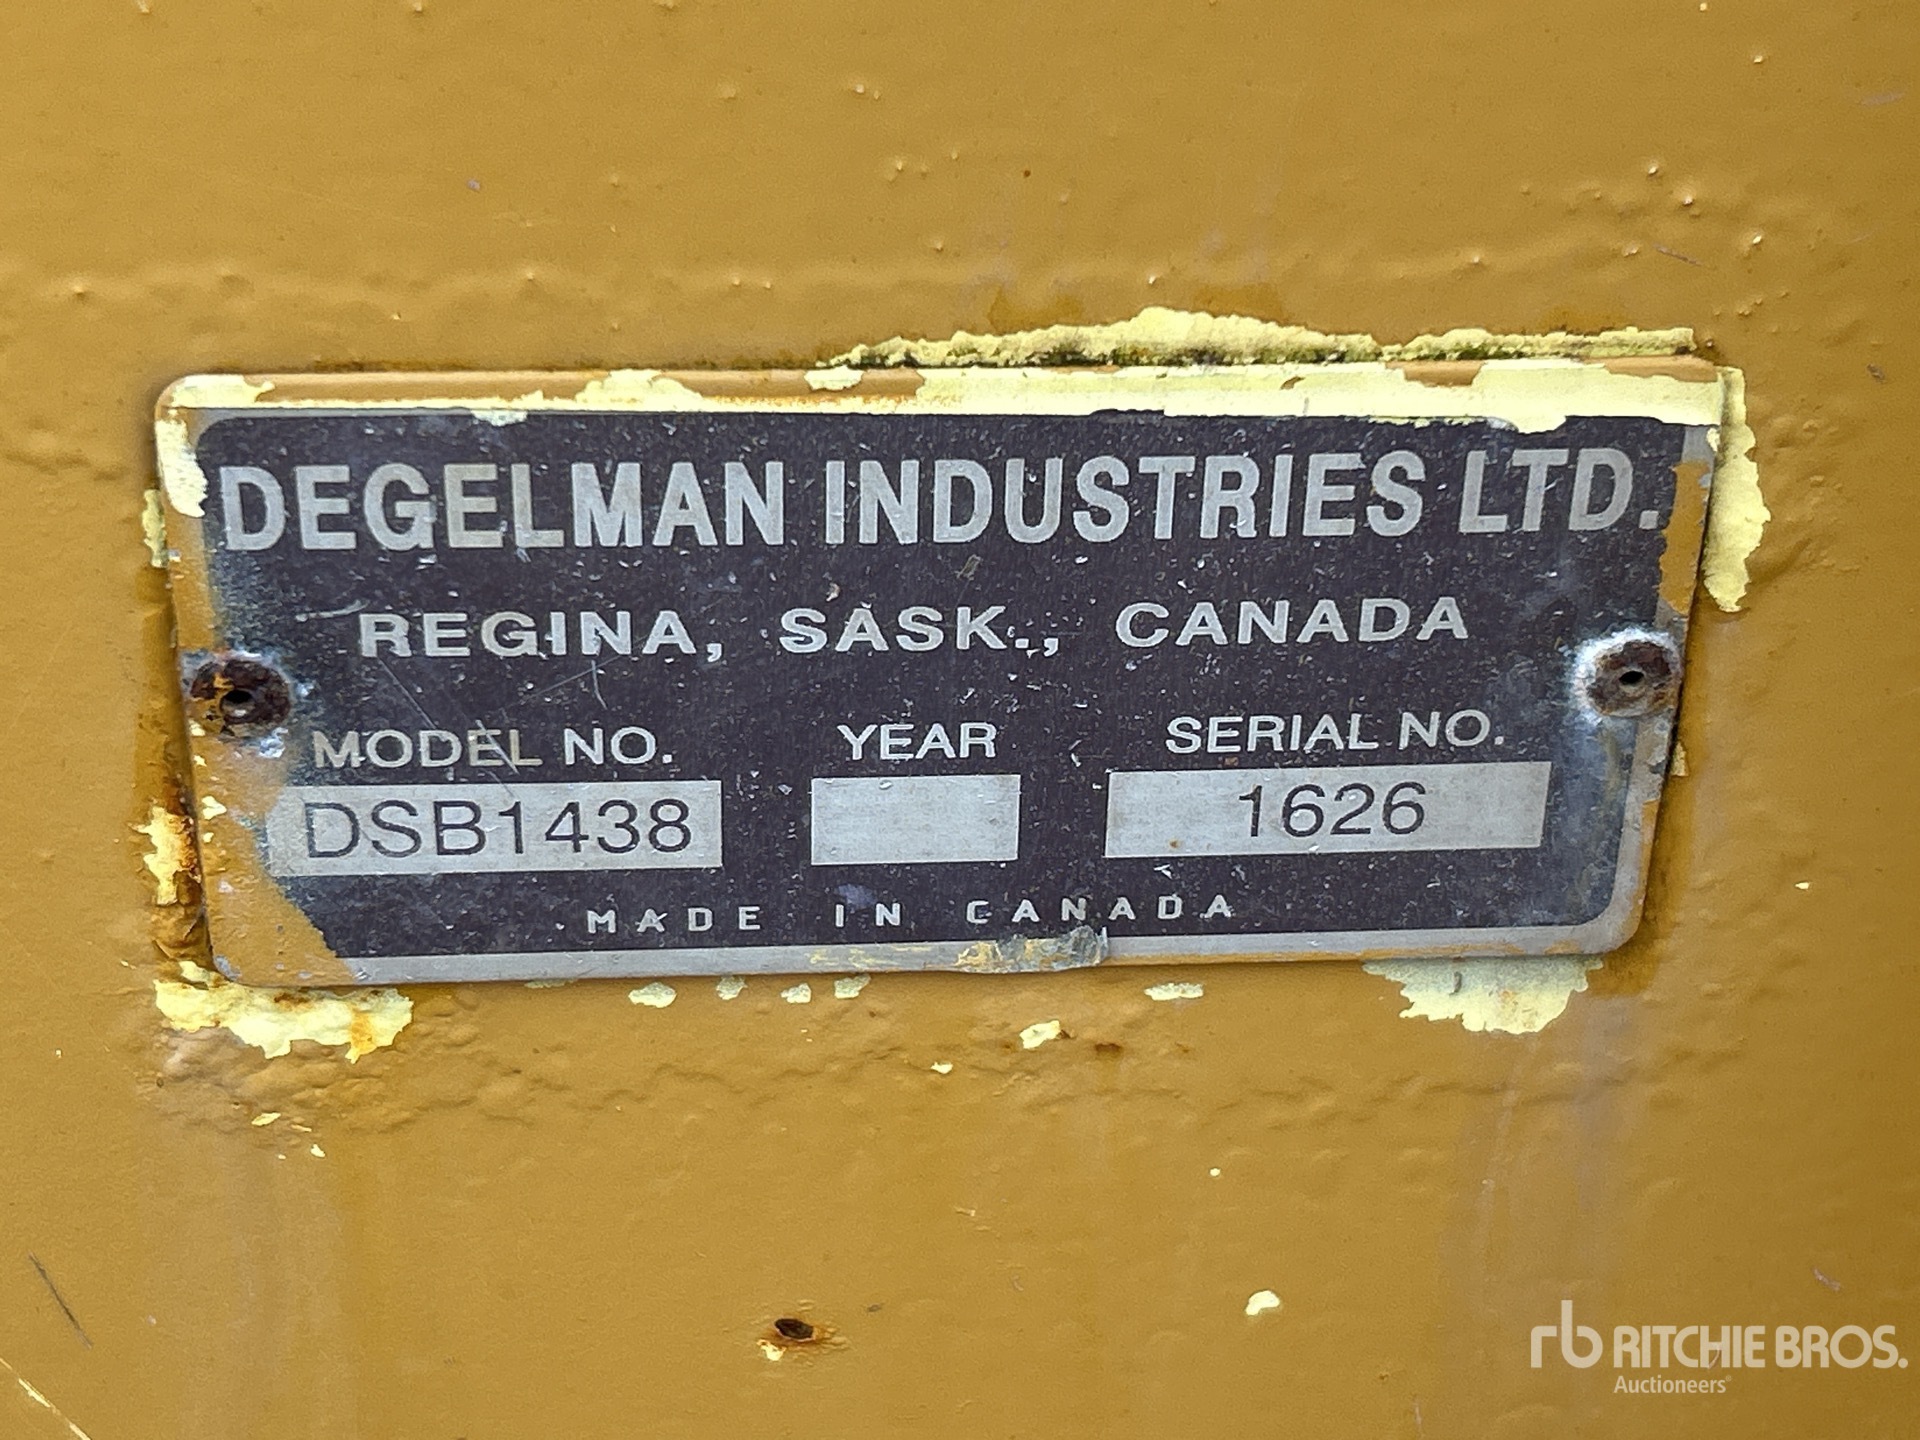 DEGELMAN INDUSTRIES LTD.
REGINA, SASK., CANADA
MODEL NO. YEAR SERIAL NO.
DSB1438 1626
MADE IN CANADA
rb RITCHIE BROS.
Auctioneers